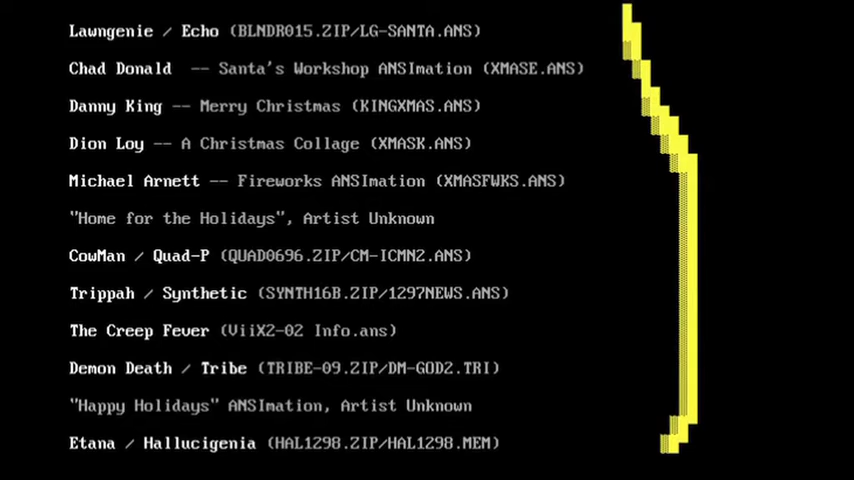 Lawngenie / Echo (BLNDR015.ZIP/LG-SANTA.ANS)
Chad Donald -- Santa's Workshop ANSImation (XMASE.ANS)
Danny King -- Merry Christmas (KINGXMAS.ANS)
Dion Loy -- A Christmas Collage (XMASK.ANS)
Michael Arnett -- Fireworks ANSImation (XMASFWKS.ANS)
"Home for the Holidays", Artist Unknown
CowMan / Quad-P (QUAD0696.ZIP/CM-ICMN2.ANS)
Trippah / Synthetic (SYNTH16B.ZIP/1297NEWS.ANS)
The Creep Fever (ViiX2-02 Info.ans)
Demon Death / Tribe (TRIBE-09.ZIP/DM-GOD2.TRI)
"Happy Holidays" ANSImation, Artist Unknown
Etana / Hallucigenia (HAL1298.ZIP/HAL1298.MEM)